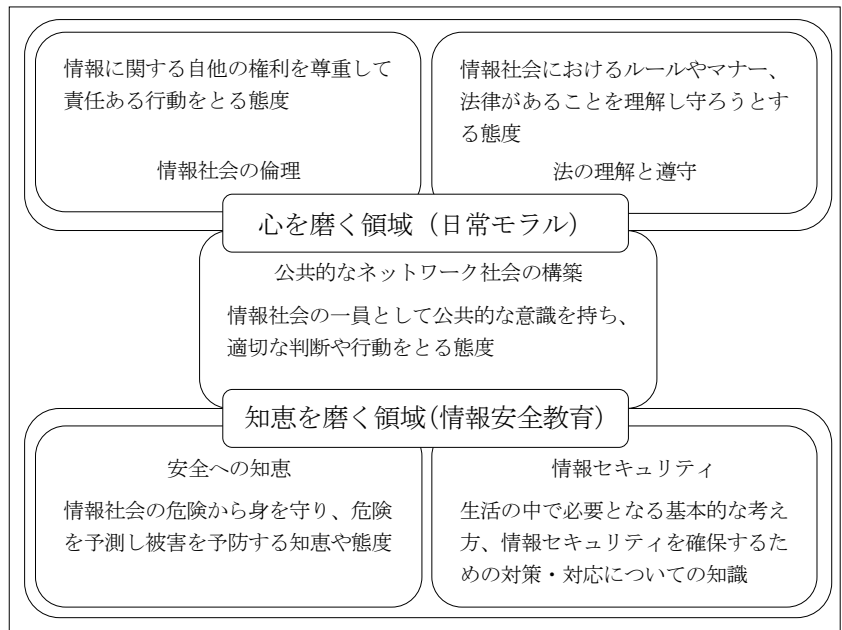 情報に関する自他の権利を尊重して
責任ある行動をとる態度
情報社会の倫理
情報社会におけるルールやマナー、
法律があることを理解し守ろうとす
る態度
法の理解と遵守
心を磨く領域（日常モラル）
公共的なネットワーク社会の構築
情報社会の一員として公共的な意識を持ち、
適切な判断や行動をとる態度
知恵を磨く領域(情報安全教育)
安全への知恵
情報社会の危険から身を守り、危険
を予測し被害を予防する知恵や態度
情報セキュリティ
生活の中で必要となる基本的な考え
方、情報セキュリティを確保するた
めの対策・対応についての知識